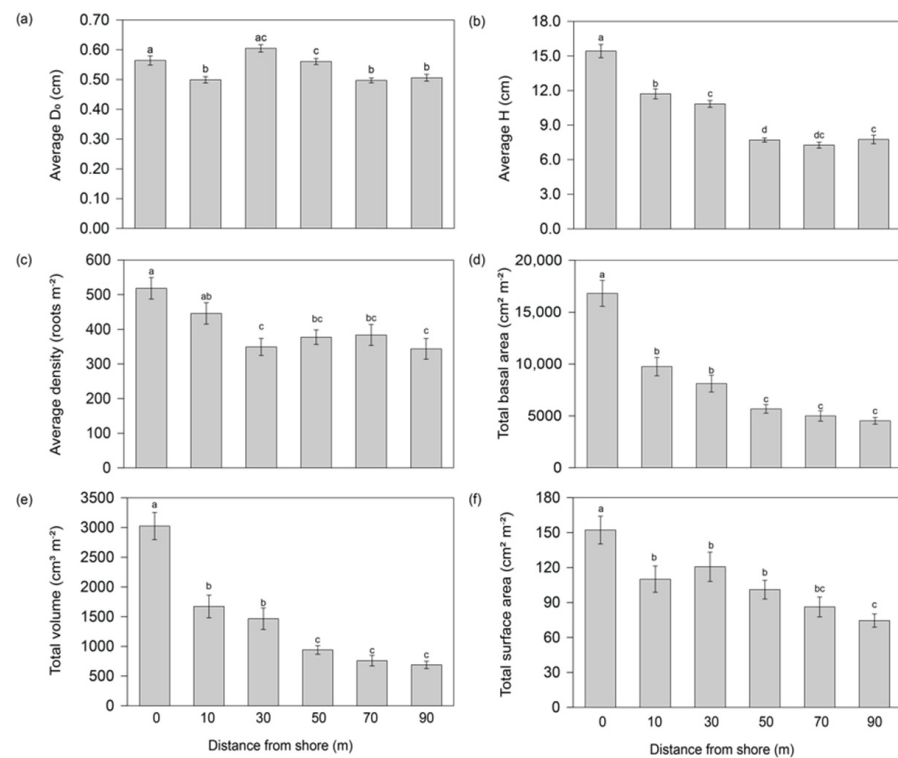 (a)
0.70
0.60
0.50
0.40
0.30
0.20
0.10
0.00
Average D₀ (cm)
a
b
ac
c
b
b
(b)
18.0
15.0
12.0
9.0
6.0
3.0
0.0
Average H (cm)
a
b
c
d
dc
c
(c)
600
500
400
300
200
100
0
Average density (roots m⁻²)
a
ab
c
bc
bc
c
(d)
20,000
15,000
10,000
5000
0
Total basal area (cm² m⁻²)
a
b
b
c
c
c
(e)
3500
3000
2500
2000
1500
1000
500
0
Total volume (cm³ m⁻²)
a
b
b
c
c
c
0 10 30 50 70 90
Distance from shore (m)
(f)
180
150
120
90
60
30
0
Total surface area (cm² m⁻²)
a
b
b
b
bc
c
0 10 30 50 70 90
Distance from shore (m)